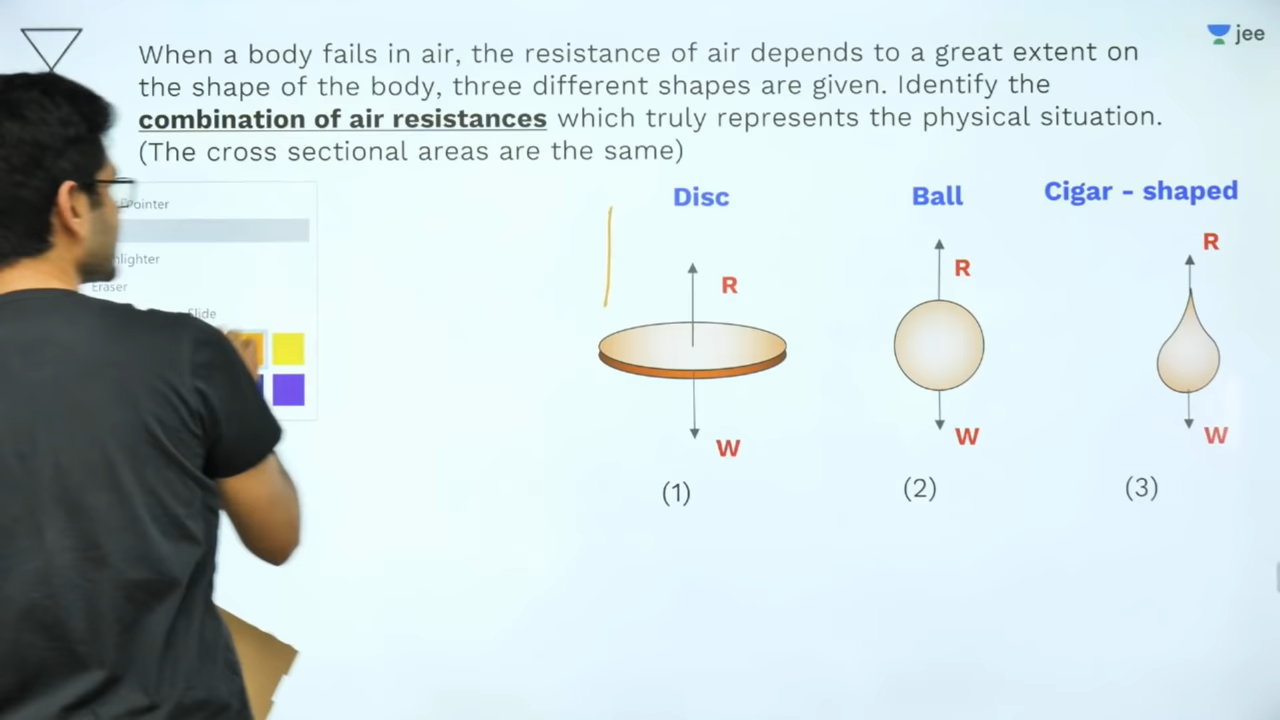 jee
When a body fails in air, the resistance of air depends to a great extent on
the shape of the body, three different shapes are given. Identify the
combination of air resistances which truly represents the physical situation.
(The cross sectional areas are the same)
Pointer
Eraser
Disc
Ball
Cigar - shaped
R
R
R
W
W
W
(1)
(2)
(3)